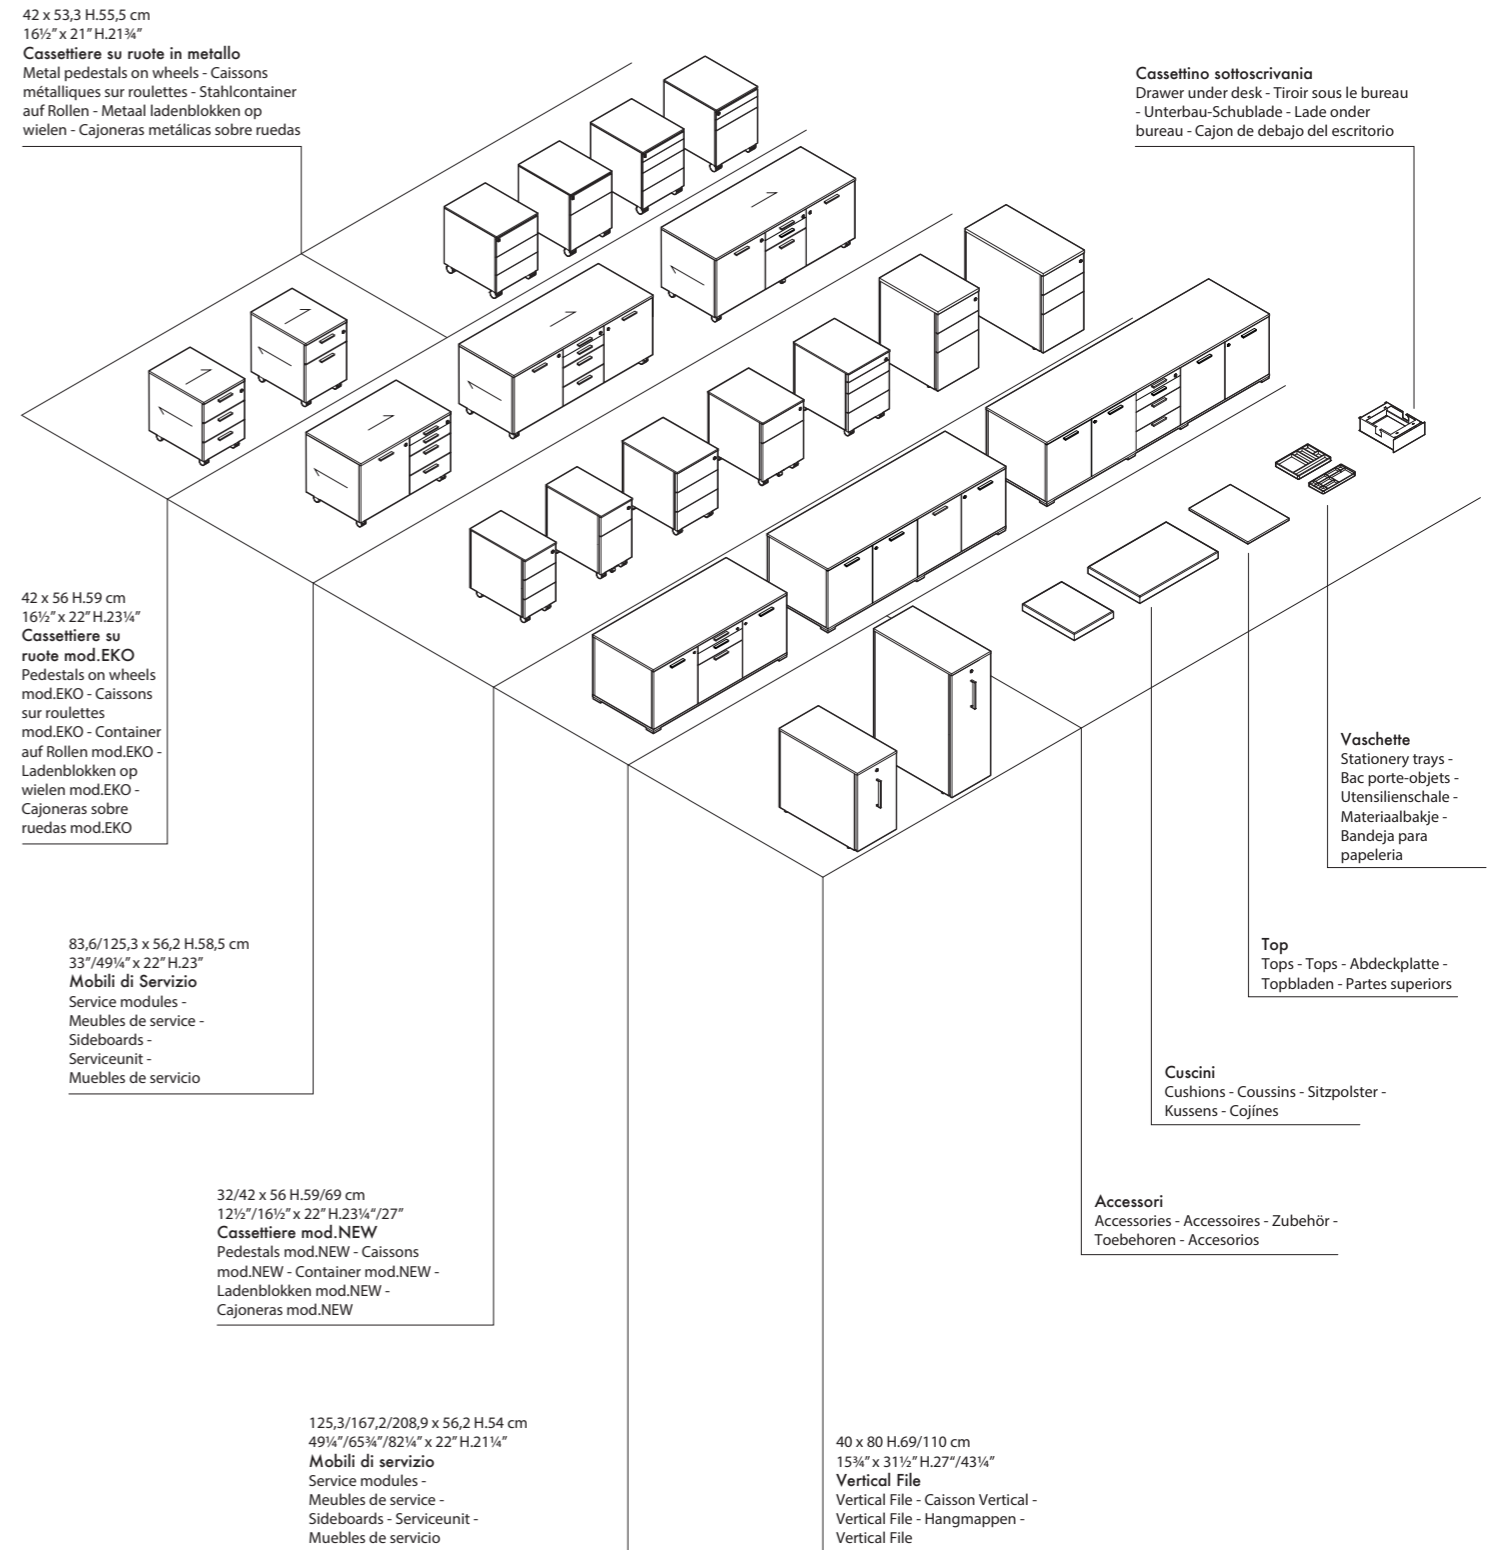 42 x 53,3 H.55,5 cm
16½” x 21” H.21¾”
Cassettiere su ruote in metallo
Metal pedestals on wheels - Caissons
métalliques sur roulettes - Stahlcontainer
auf Rollen - Metaal ladenblokken op
wielen - Cajoneras metálicas sobre ruedas
Cassettino sottoscrivania
Drawer under desk - Tiroir sous le bureau
- Unterbau-Schublade - Lade onder
bureau - Cajon de debajo del escritorio
42 x 56 H.59 cm
16½” x 22” H.23¼”
Cassettiere su
ruote mod.EKO
Pedestals on wheels
mod.EKO - Caissons
sur roulettes
mod.EKO - Container
auf Rollen mod.EKO -
Ladenblokken op
wielen mod.EKO -
Cajoneras sobre
ruedas mod.EKO
Vaschette
Stationery trays -
Bac porte-objets -
Utensilienschale -
Materiaalbakje -
Bandeja para
papeleria
83,6/125,3 x 56,2 H.58,5 cm
33”/49¼” x 22” H.23”
Mobili di Servizio
Service modules -
Meubles de service -
Sideboards -
Serviceunit -
Muebles de servicio
Top
Tops - Tops - Abdeckplatte -
Topbladen - Partes superiors
Cuscini
Cushions - Coussins - Sitzpolster -
Kussens - Cojínes
32/42 x 56 H.59/69 cm
12½”/16½” x 22” H.23¼“/27”
Cassettiere mod.NEW
Pedestals mod.NEW - Caissons
mod.NEW - Container mod.NEW -
Ladenblokken mod.NEW -
Cajoneras mod.NEW
Accessori
Accessories - Accessoires - Zubehör -
Toebehoren - Accesorios
125,3/167,2/208,9 x 56,2 H.54 cm
49¼”/65¾”/82¼” x 22” H.21¼”
Mobili di servizio
Service modules -
Meubles de service -
Sideboards - Serviceunit -
Muebles de servicio
40 x 80 H.69/110 cm
15¾” x 31½” H.27“/43¼”
Vertical File
Vertical File - Caisson Vertical -
Vertical File - Hangmappen -
Vertical File